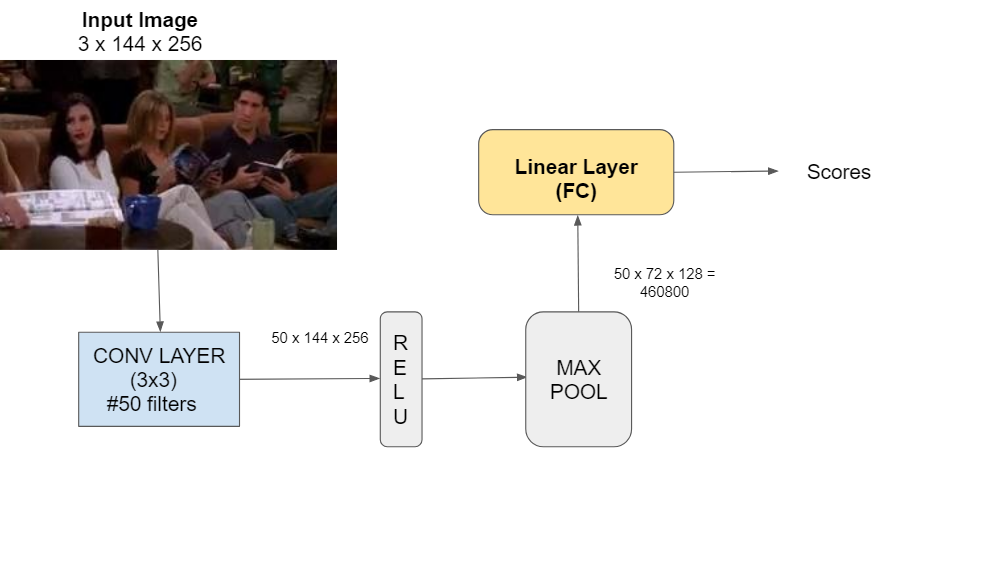 Input Image
3 x 144 x 256
Linear Layer
(FC)
Scores
50 x 72 x 128 =
460800
50 x 144 x 256
CONV LAYER
(3x3)
#50 filters
R
E
L
U
MAX
POOL